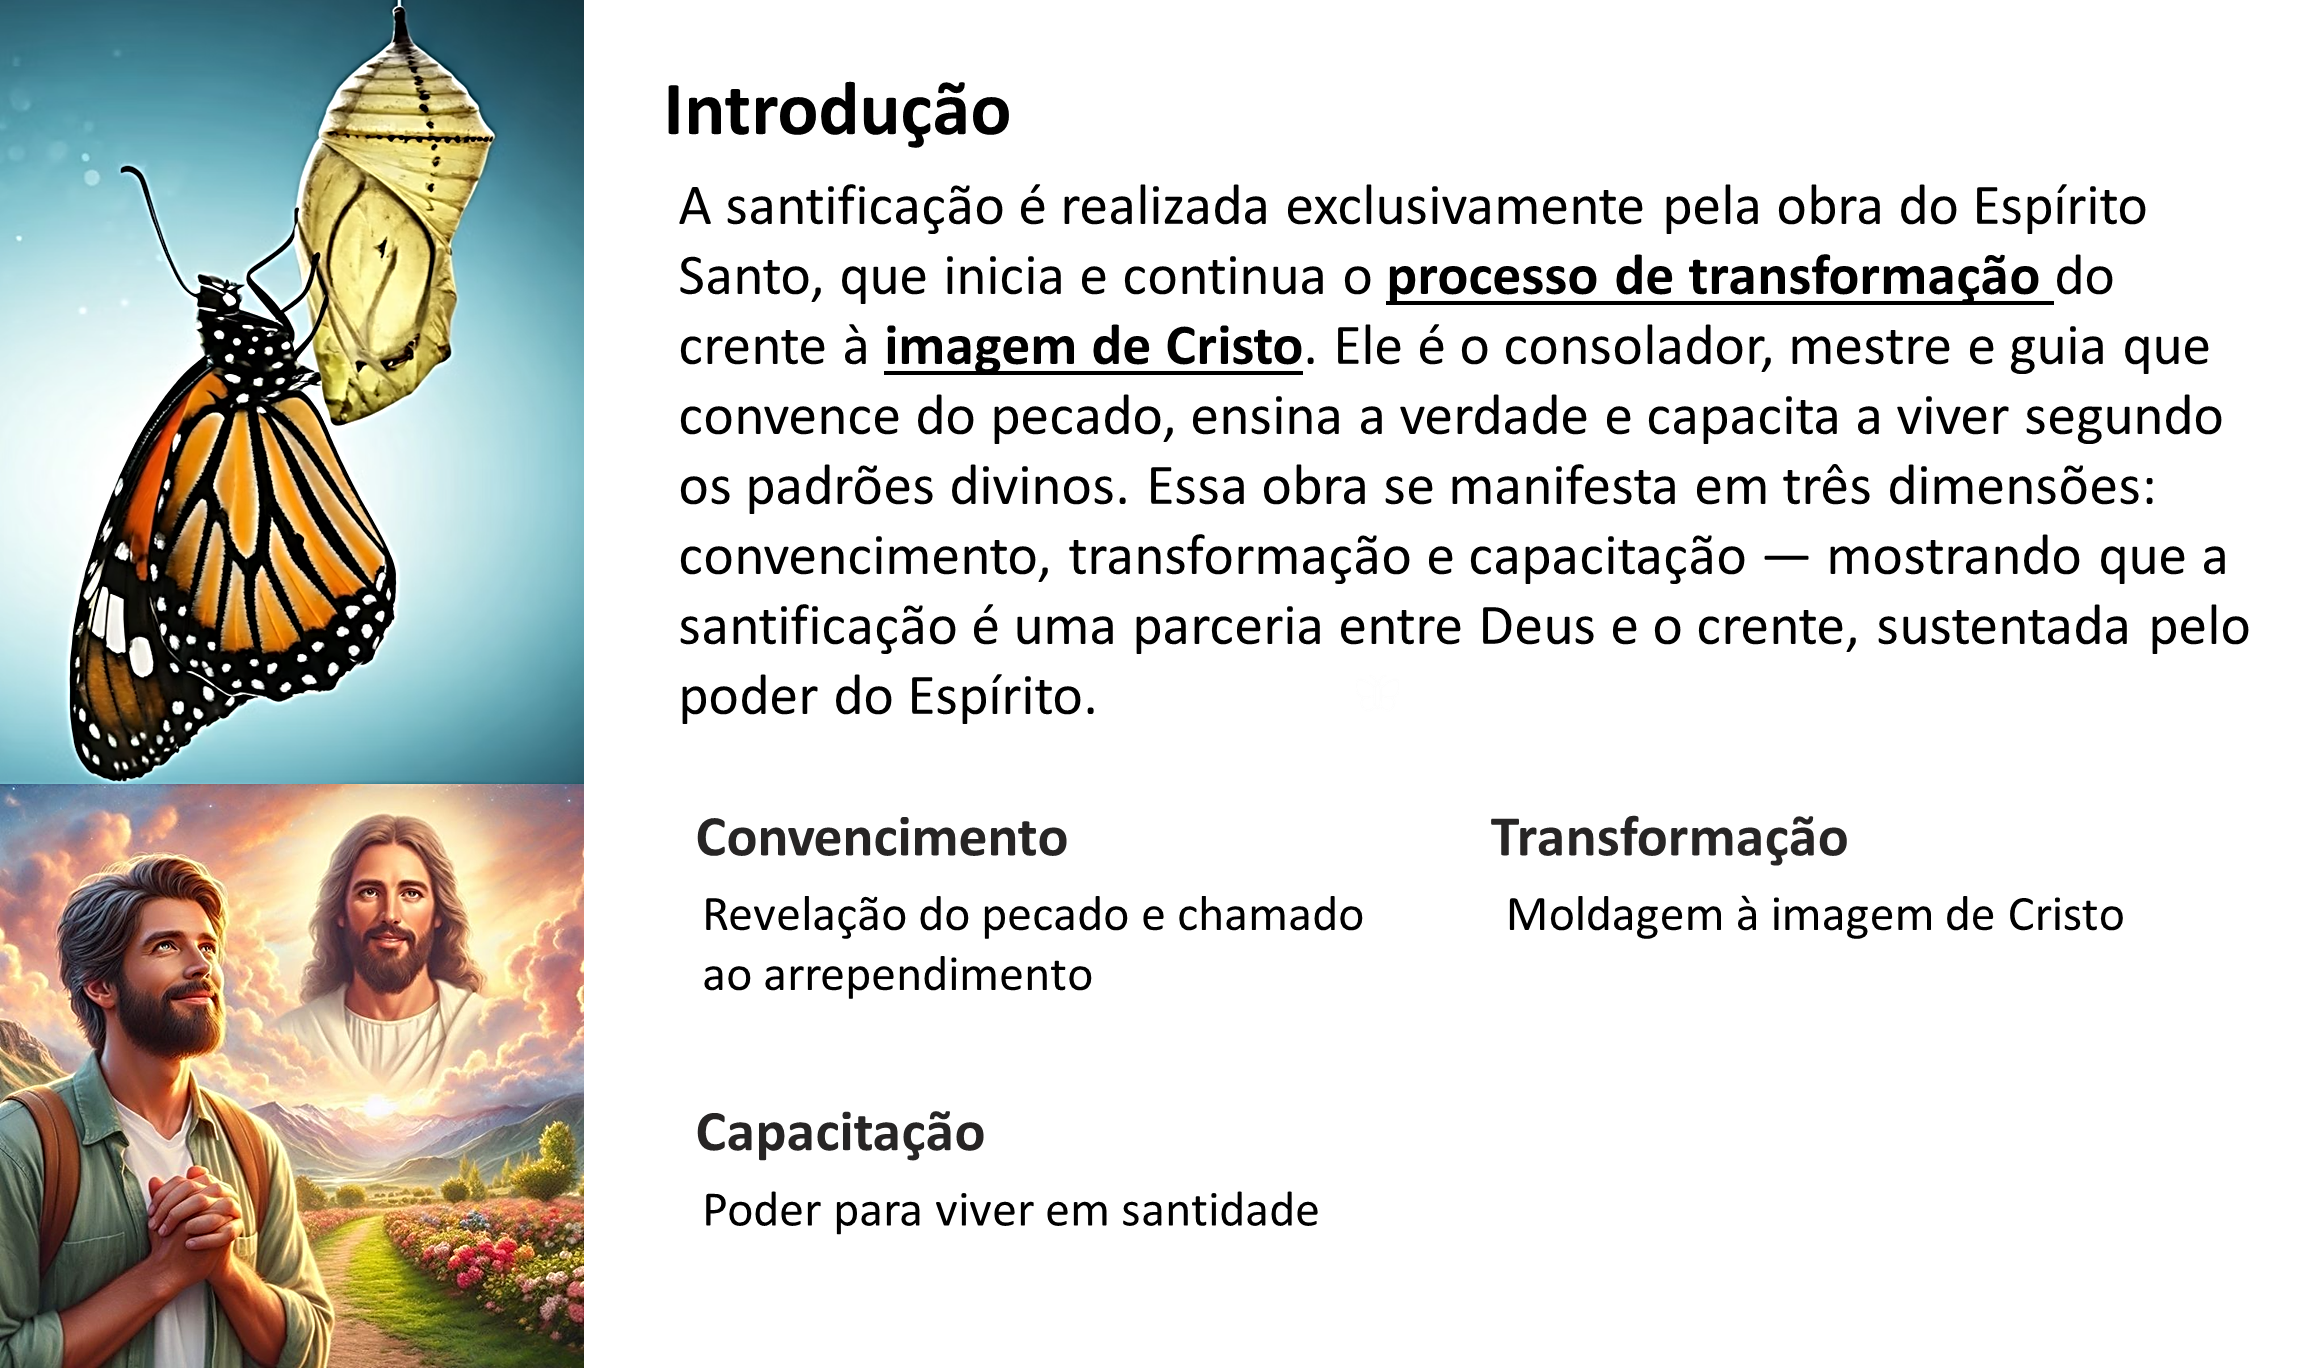 Introdução
A santificação é realizada exclusivamente pela obra do Espírito
Santo, que inicia e continua o processo de transformação do
crente à imagem de Cristo. Ele é o consolador, mestre e guia que
convence do pecado, ensina a verdade e capacita a viver segundo
os padrões divinos. Essa obra se manifesta em três dimensões:
convencimento, transformação e capacitação — mostrando que a
santificação é uma parceria entre Deus e o crente, sustentada pelo
poder do Espírito.
Convencimento
Revelação do pecado e chamado
ao arrependimento
Transformação
Moldagem à imagem de Cristo
Capacitação
Poder para viver em santidade